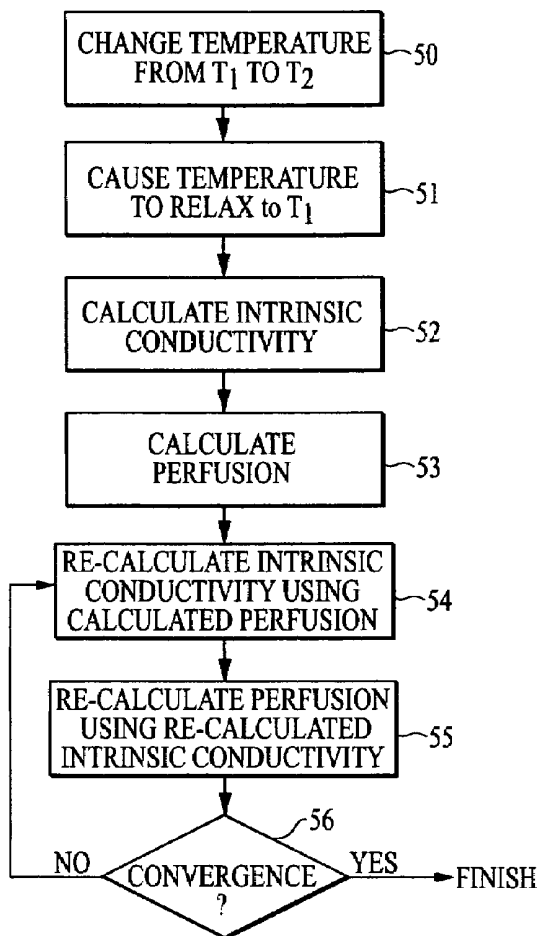 CHANGE TEMPERATURE
FROM T1 TO T2
50
CAUSE TEMPERATURE
TO RELAX to T1
51
CALCULATE INTRINSIC
CONDUCTIVITY
52
CALCULATE
PERFUSION
53
RE-CALCULATE INTRINSIC
CONDUCTIVITY USING
CALCULATED PERFUSION
54
RE-CALCULATE PERFUSION
USING RE-CALCULATED
INTRINSIC CONDUCTIVITY
55
56
NO
CONVERGENCE
?
YES
FINISH